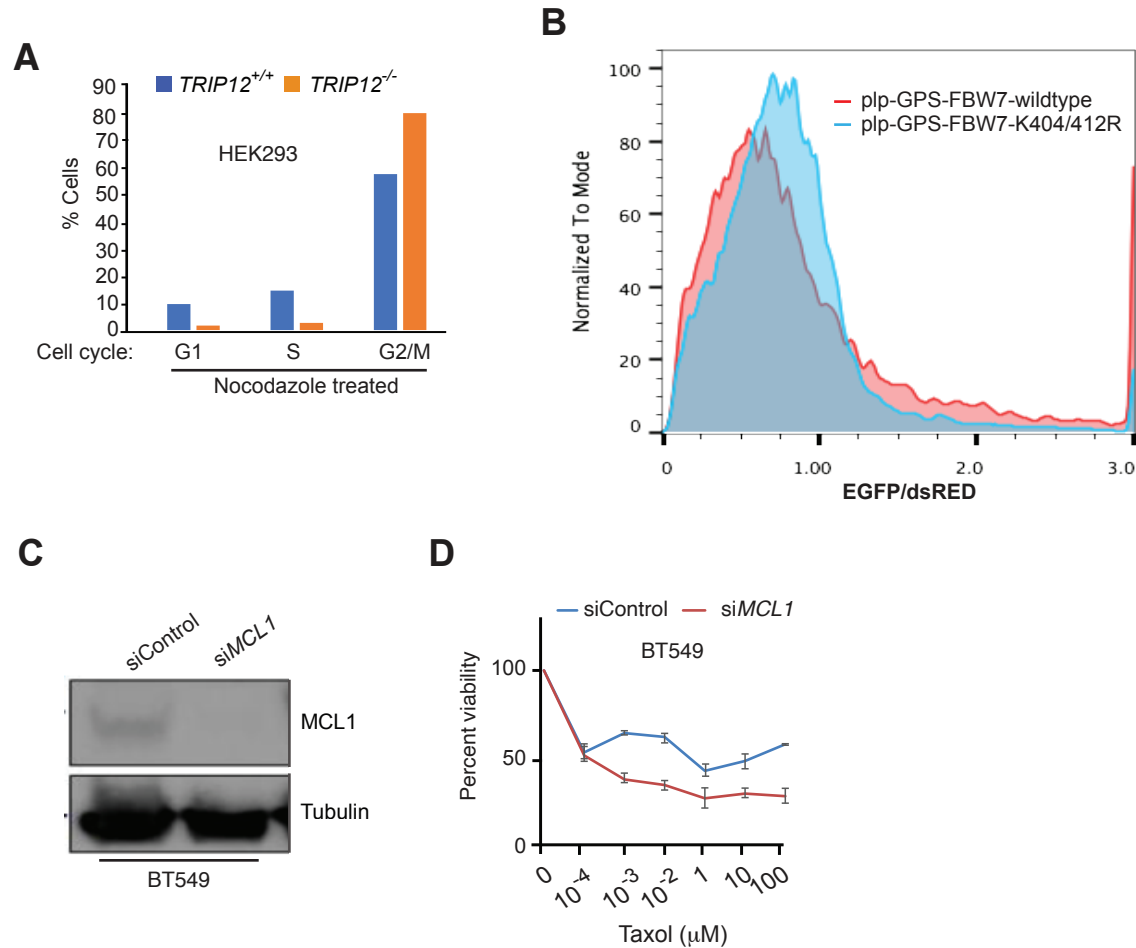 A
TRIP12+/+ TRIP12-/-
90
80
70
60
50
40
30
20
10
0
% Cells
HEK293
Cell cycle: G1 S G2/M
Nocodazole treated
B
plp-GPS-FBW7-wildtype
plp-GPS-FBW7-K404/412R
100
80
60
40
20
0
Normalized To Mode
0 1.00 2.0 3.0
EGFP/dsRED
C
siControl siMCL1
MCL1
Tubulin
BT549
D
siControl siMCL1
BT549
100
50
0
Percent viability
0 10-4 10-3 10-2 1 10 100
Taxol (μM)